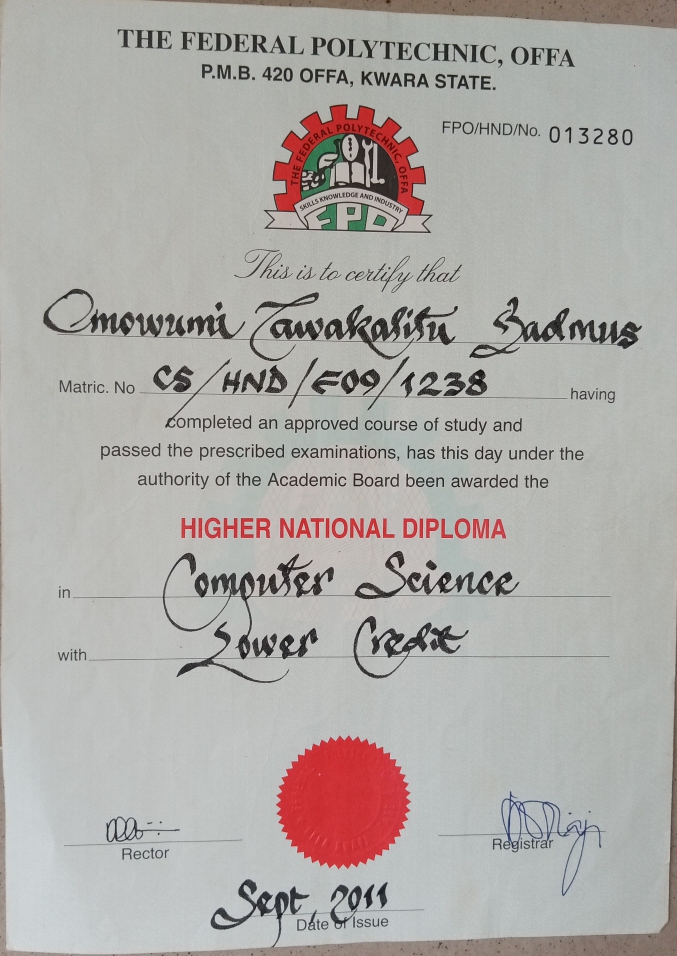 THE FEDERAL POLYTECHNIC, OFFA
P.M.B. 420 OFFA, KWARA STATE.
FPO/HND/No. 013280
THE FEDERAL POLYTECHNIC, OFFA
SKILLS KNOWLEDGE AND INDUSTRY
FPO
This is to certify that
Omowumi Tawakalitu Badmus
Matric. No CS/HND/F09/1238 having
completed an approved course of study and
passed the prescribed examinations, has this day under the
authority of the Academic Board been awarded the
HIGHER NATIONAL DIPLOMA
in Computer Science
with Lower Credit
Rector
Registrar
Sept, 2011
Date of Issue